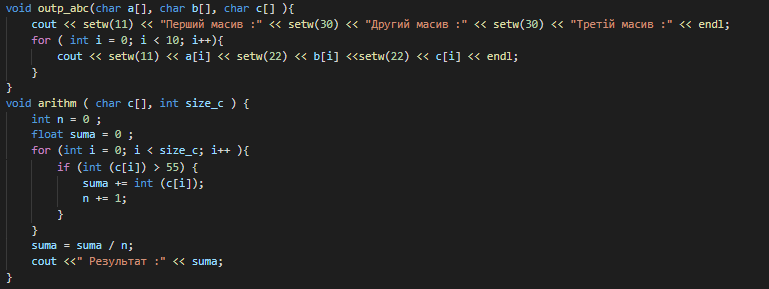 void outp_abc(char a[], char b[], char c[] ){
    cout << setw(11) << "Перший масив :" << setw(30) << "Другий масив :" << setw(30) << "Третій масив :" << endl;
    for ( int i = 0; i < 10; i++){
        cout << setw(11) << a[i] << setw(22) << b[i] <<setw(22) << c[i] << endl;
    }
}
void arithm ( char c[], int size_c ) {
    int n = 0 ;
    float suma = 0 ;
    for (int i = 0; i < size_c; i++ ){
        if (int (c[i]) > 55) {
            suma += int (c[i]);
            n += 1;
        }
    }
    suma = suma / n;
    cout <<" Результат :" << suma;
}